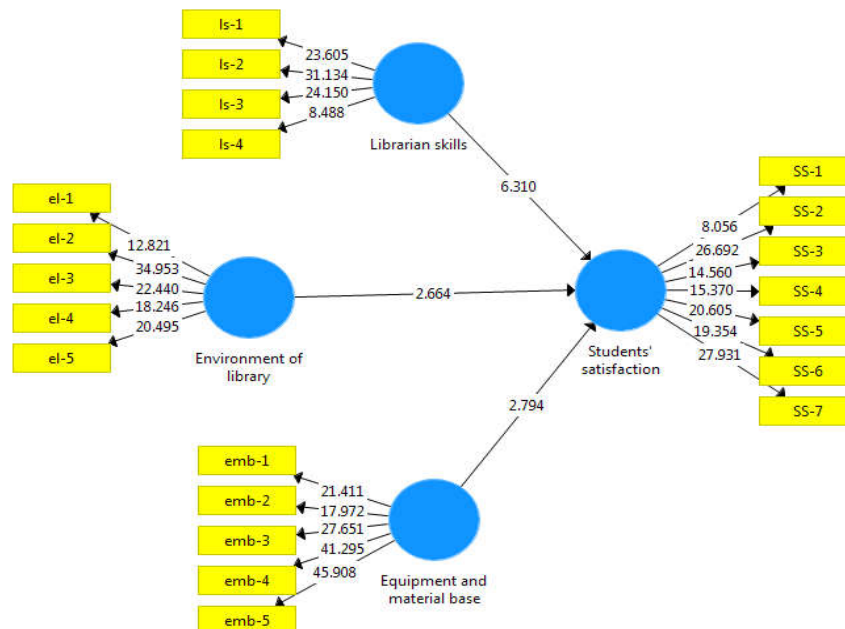 ls-1
ls-2
ls-3
ls-4
23.605
31.134
24.150
8.488
Librarian skills
6.310
el-1
el-2
el-3
el-4
el-5
12.821
34.953
22.440
18.246
20.495
Environment of
library
2.664
emb-1
emb-2
emb-3
emb-4
emb-5
21.411
17.972
27.651
41.295
45.908
Equipment and
material base
2.794
Students'
satisfaction
8.056
26.692
14.560
15.370
20.605
19.354
27.931
SS-1
SS-2
SS-3
SS-4
SS-5
SS-6
SS-7